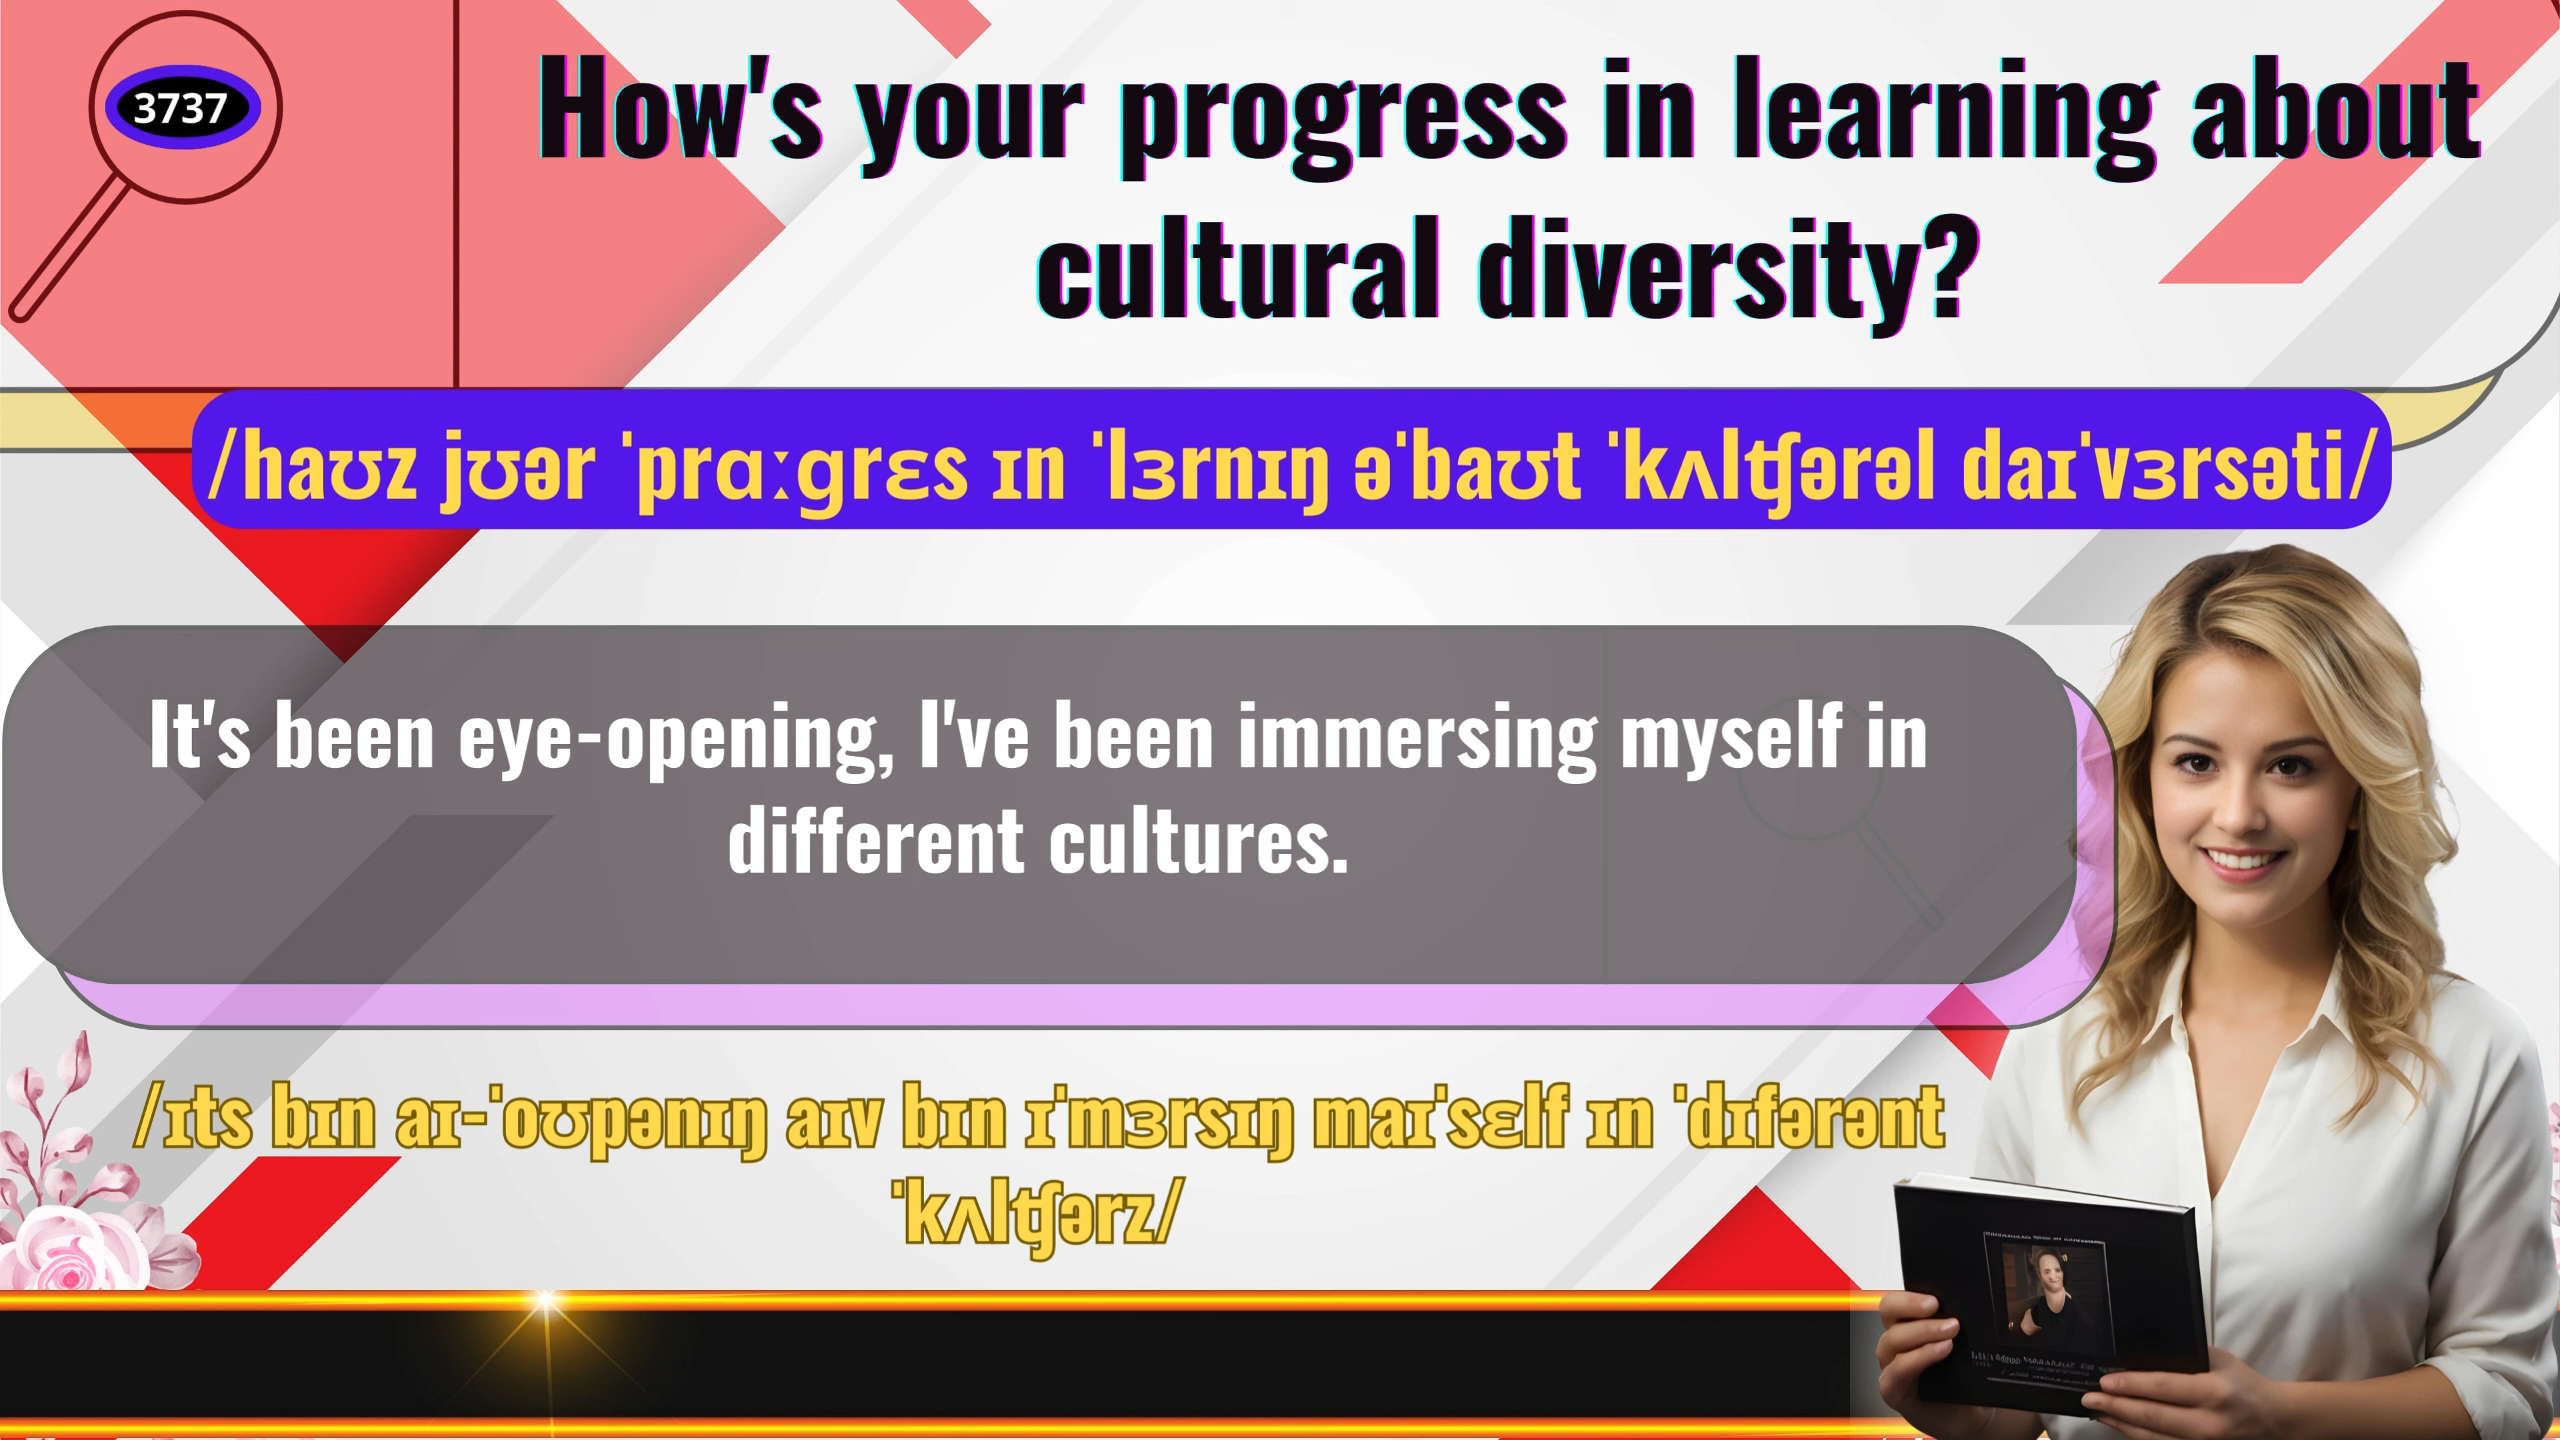 3737
How's your progress in learning about
cultural diversity?
/haʊz jʊər ˈprɑːgrɛs ɪn ˈlɜrnɪŋ əˈbaʊt ˈkʌlʧərəl daɪˈvɜrsəti/
It's been eye-opening, I've been immersing myself in
different cultures.
/ɪts bɪn aɪ-ˈoʊpənɪŋ aɪv bɪn ɪˈmɜrsɪŋ maɪˈsɛlf ɪn ˈdɪfərənt
ˈkʌlʧərz/